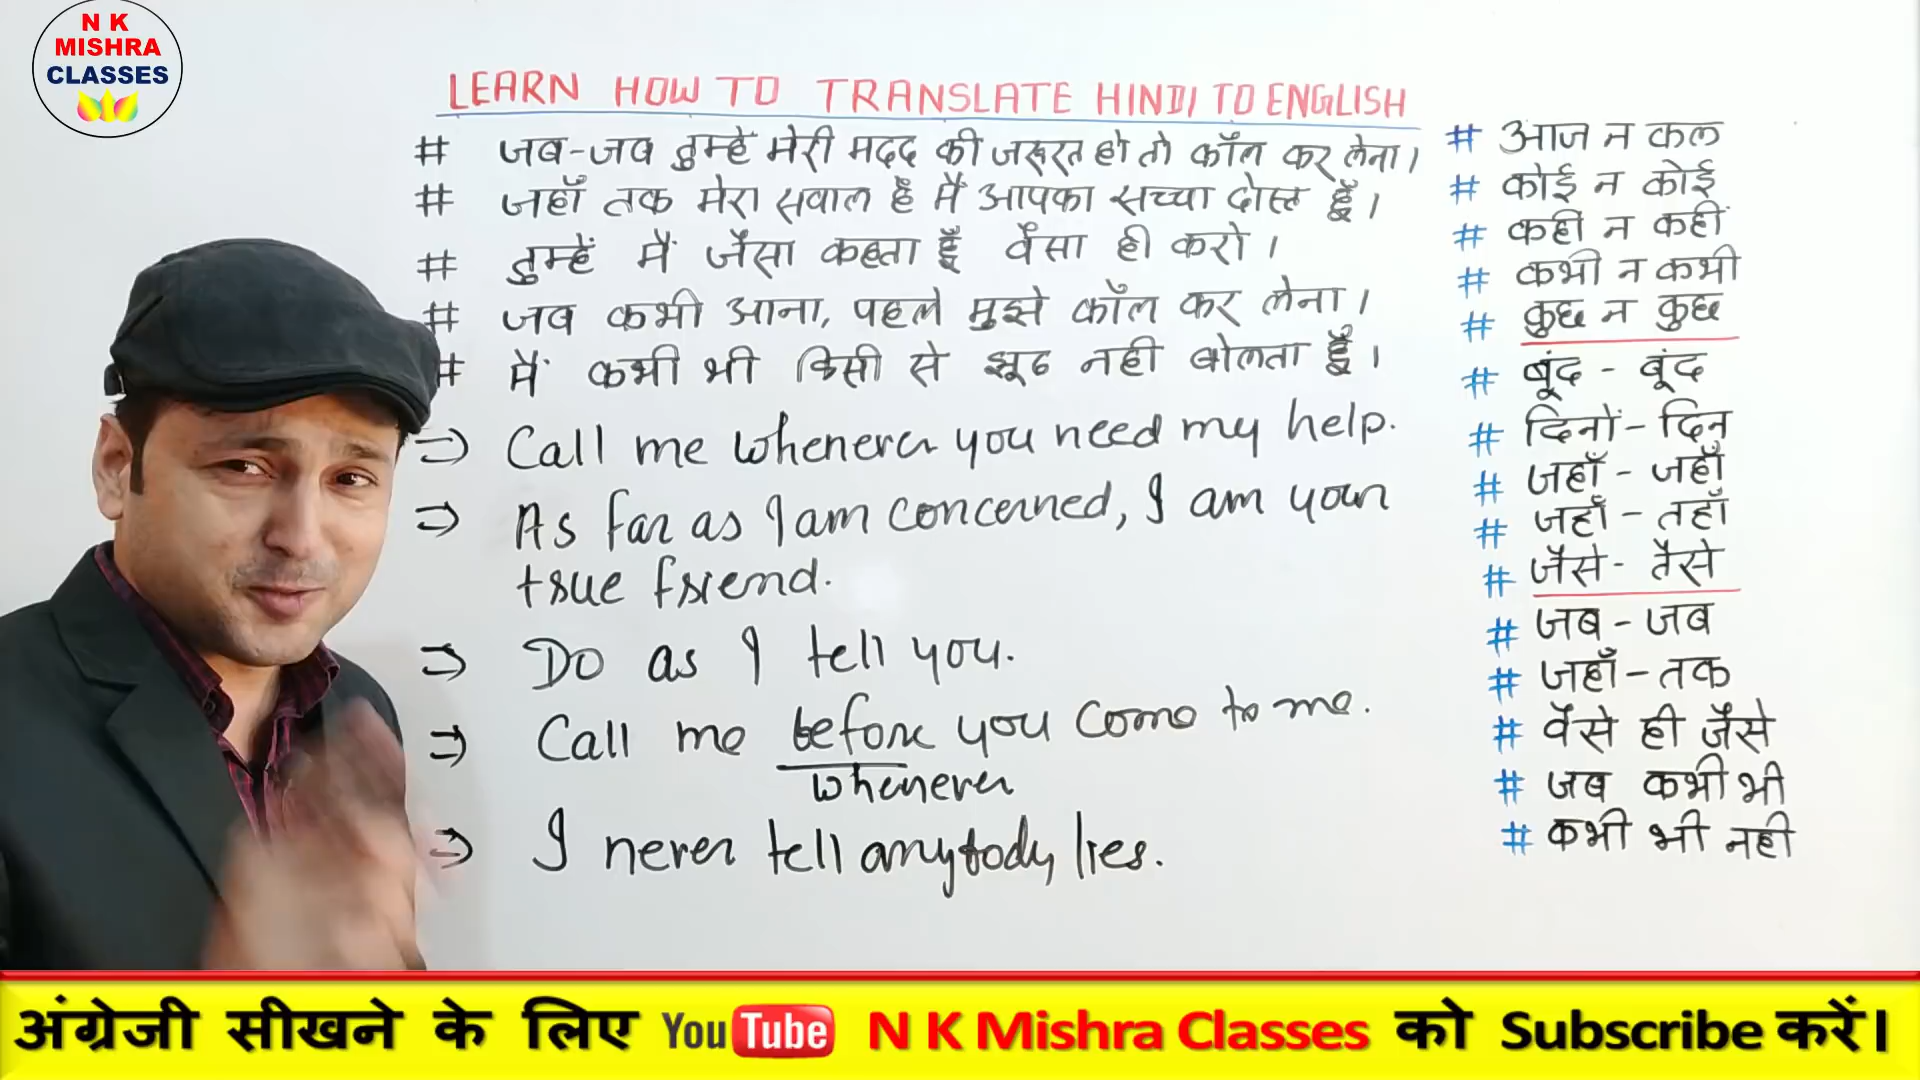 N K
MISHRA
CLASSES
LEARN HOW TO TRANSLATE HINDI TO ENGLISH
# जब-जब तुम्हें मेरी मदद की जरूरत हो तो कॉल कर लेना।
# जहाँ तक मेरा सवाल है मैं आपका सच्चा दोस्त हूँ।
# तुम्हें मैं जैसा कहता हूँ वैसा ही करो।
# जब कभी आना, पहले मुझे कॉल कर लेना।
# मैं कभी भी किसी से झूठ नही बोलता हूँ।
⇒ Call me whenever you need my help.
⇒ As far as I am concerned, I am your
true friend.
⇒ Do as I tell you.
⇒ Call me before you come to me.
whenever
⇒ I never tell anybody lies.
# आज न कल
# कोई न कोई
# कहीं न कहीं
# कभी न कभी
# कुछ न कुछ
# बूंद - बूंद
# दिनों - दिन
# जहाँ - जहाँ
# जहाँ - तहाँ
# जैसे - तैसे
# जब - जब
# जहाँ - तक
# वैसे ही जैसे
# जब कभी भी
# कभी भी नही
अंग्रेजी सीखने के लिए YouTube N K Mishra Classes को Subscribe करें।